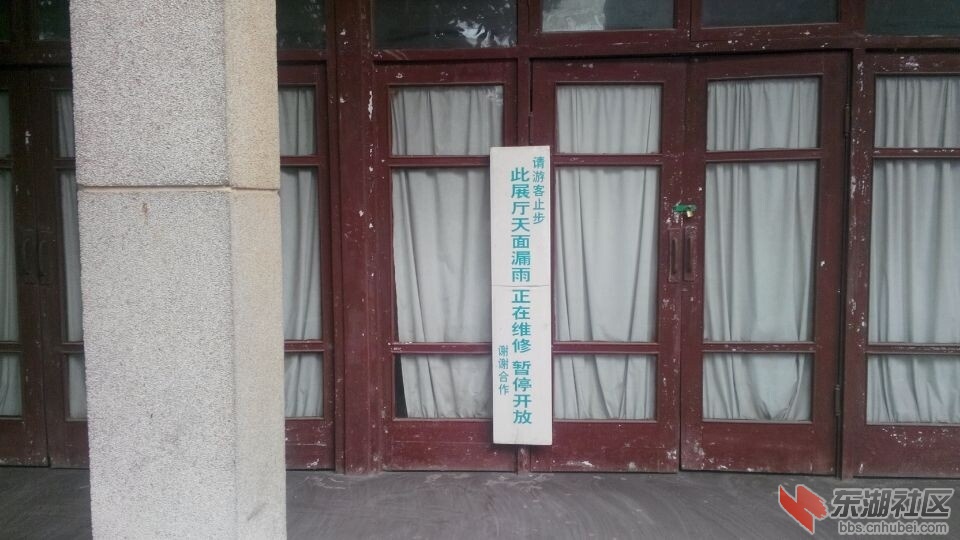 请游客止步
此展厅天面漏雨 正在维修 暂停开放
谢谢合作
东湖社区
bbs.cnhubei.com